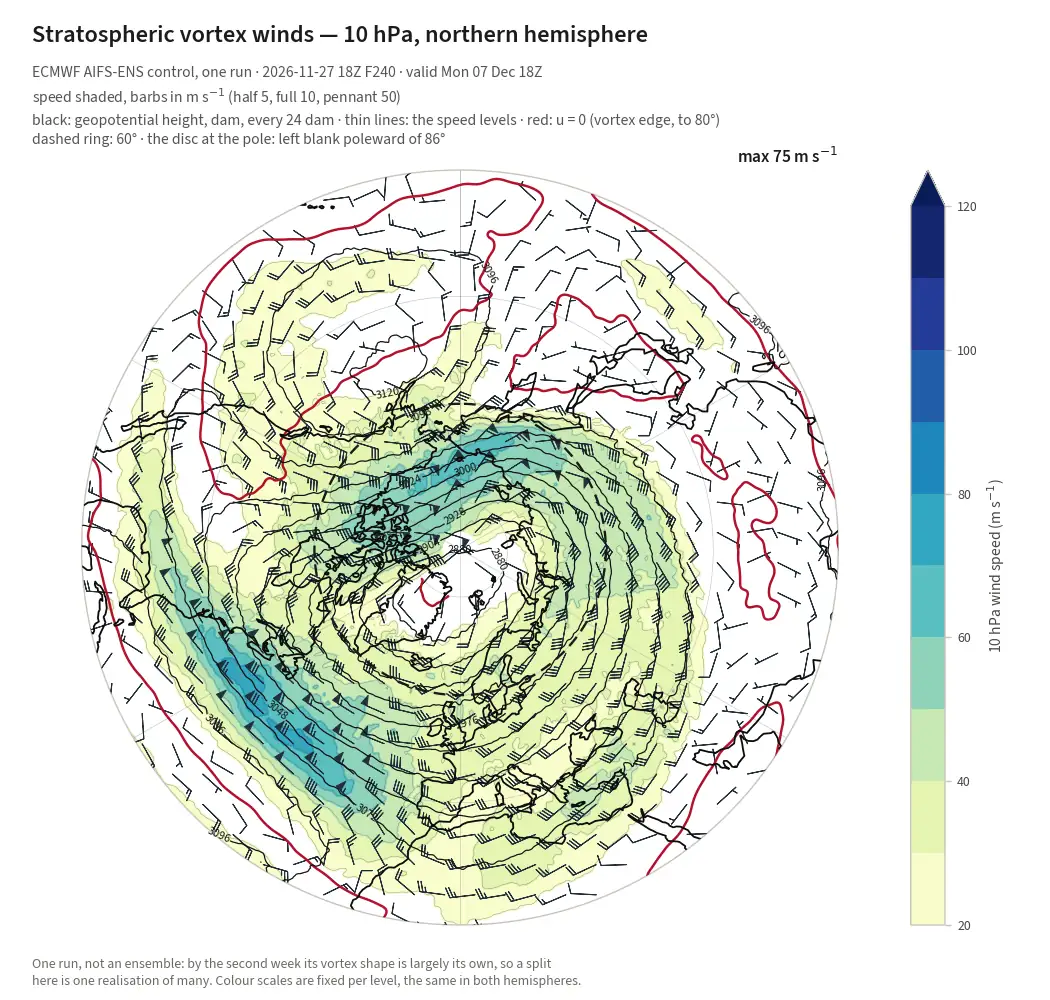 Stratospheric vortex winds — 10 hPa, northern hemisphere
ECMWF AIFS-ENS control, one run · 2026-11-27 18Z F240 · valid Mon 07 Dec 18Z
speed shaded, barbs in m s⁻¹ (half 5, full 10, pennant 50)
black: geopotential height, dam, every 24 dam · thin lines: the speed levels · red: u = 0 (vortex edge, to 80°)
dashed ring: 60° · the disc at the pole: left blank poleward of 86°
max 75 m s⁻¹
120
100
80
60
40
20
10 hPa wind speed (m s⁻¹)
3096
3096
3120
3000
2928
2880
3096
3048
3096
One run, not an ensemble: by the second week its vortex shape is largely its own, so a split
here is one realisation of many. Colour scales are fixed per level, the same in both hemispheres.